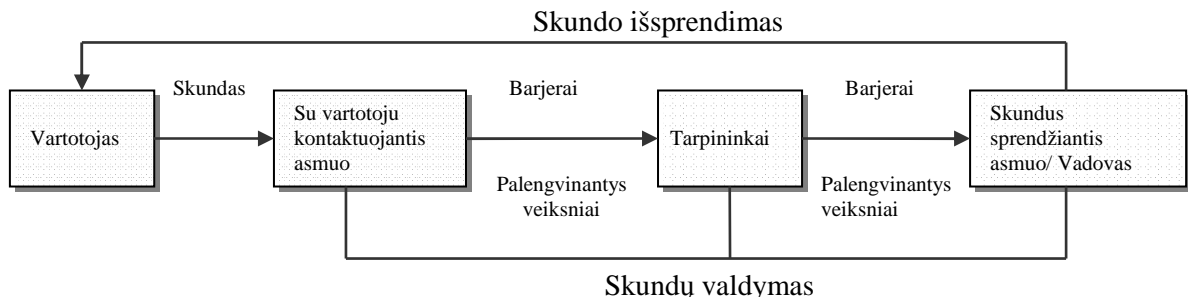 Skundo išsprendimas
Skundas
Barjerai
Barjerai
Vartotojas
Su vartotoju
kontaktuojantis
asmuo
Tarpininkai
Skundus
sprendžiantis
asmuo/ Vadovas
Palengvinantys
veiksniai
Palengvinantys
veiksniai
Skundų valdymas